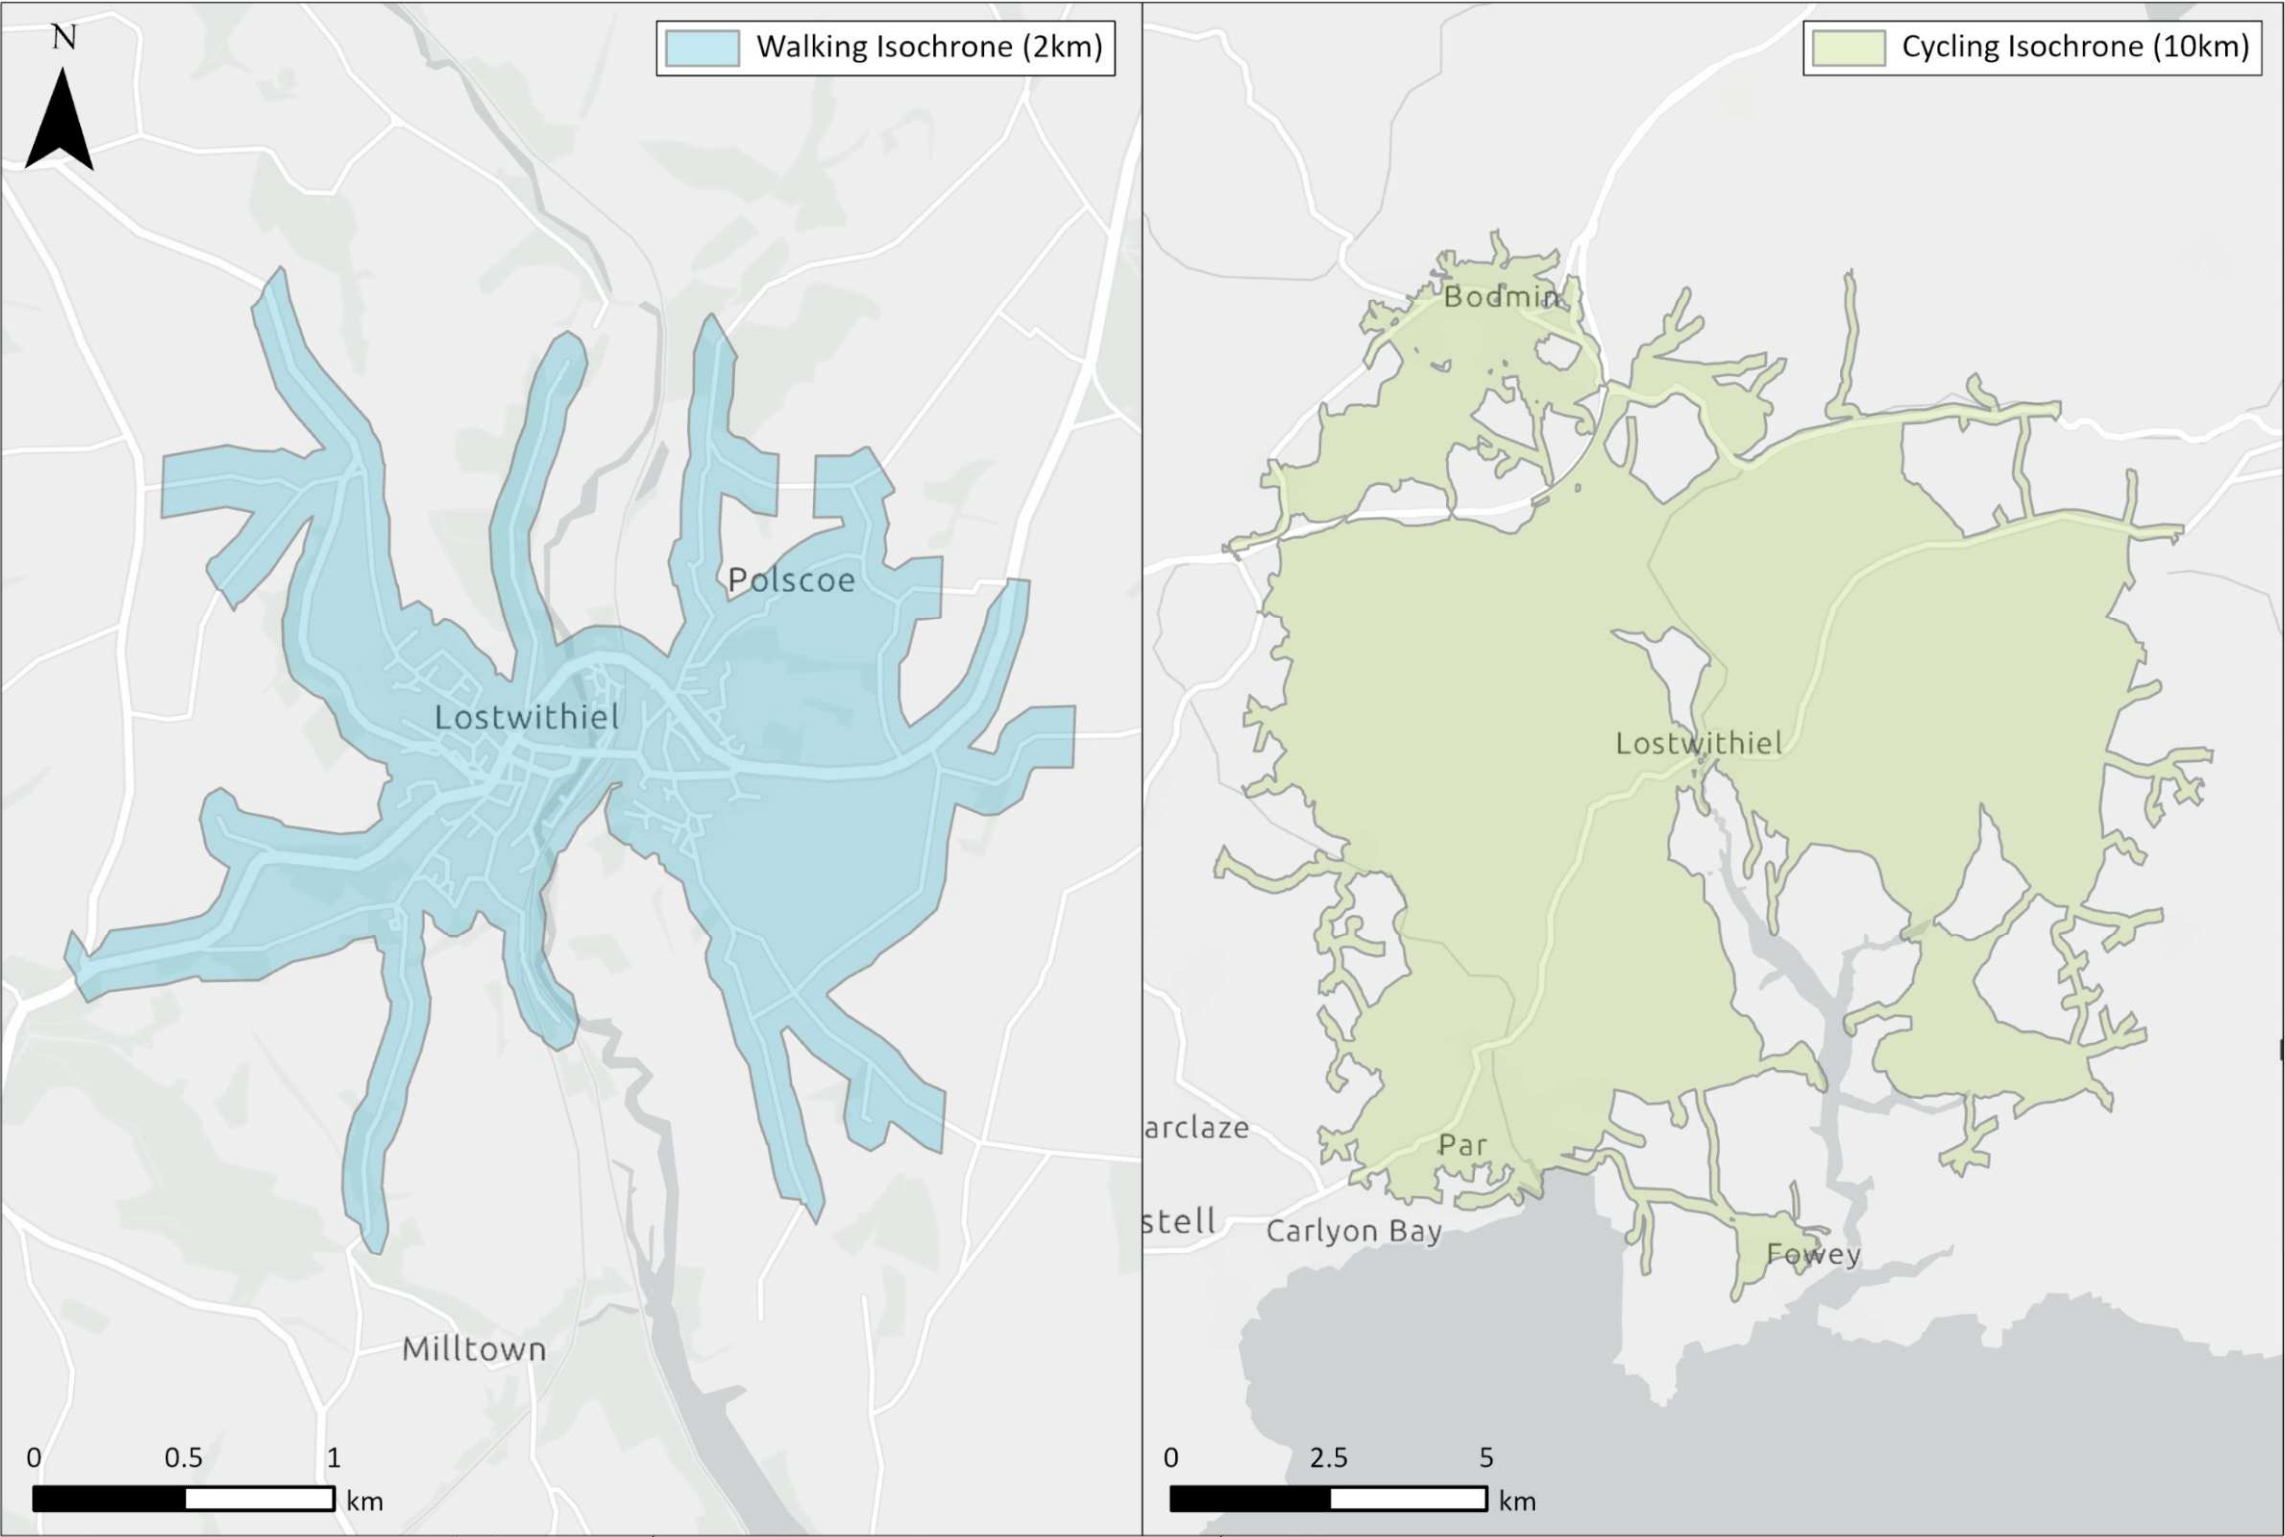 N
Walking Isochrone (2km)
Polscoe
Lostwithiel
Milltown
0 0.5 1
km
Cycling Isochrone (10km)
Bodmin
Lostwithiel
arclaze
Par
stell
Carlyon Bay
Fowey
0 2.5 5
km